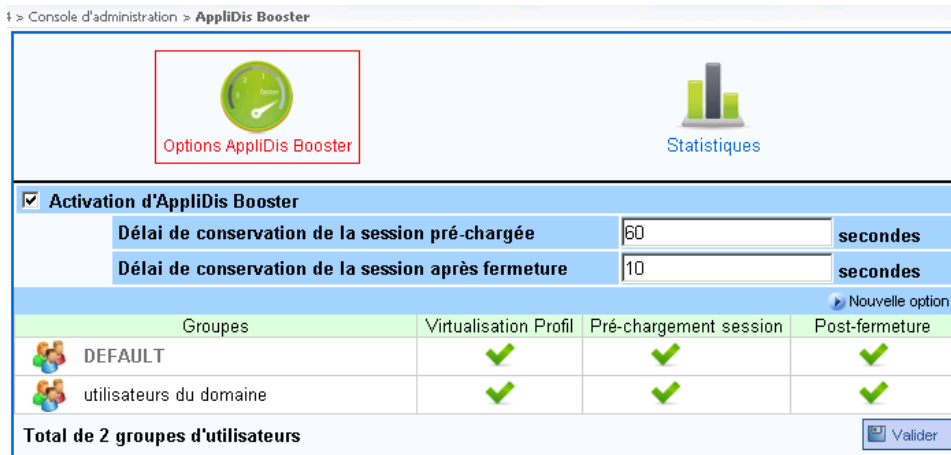 > Console d'administration > AppliDis Booster
faster
Options AppliDis Booster
Statistiques
Activation d'AppliDis Booster
Délai de conservation de la session pré-chargée 60 secondes
Délai de conservation de la session après fermeture 10 secondes
Nouvelle option
Groupes Virtualisation Profil Pré-chargement session Post-fermeture
DEFAULT
utilisateurs du domaine
Total de 2 groupes d'utilisateurs Valider